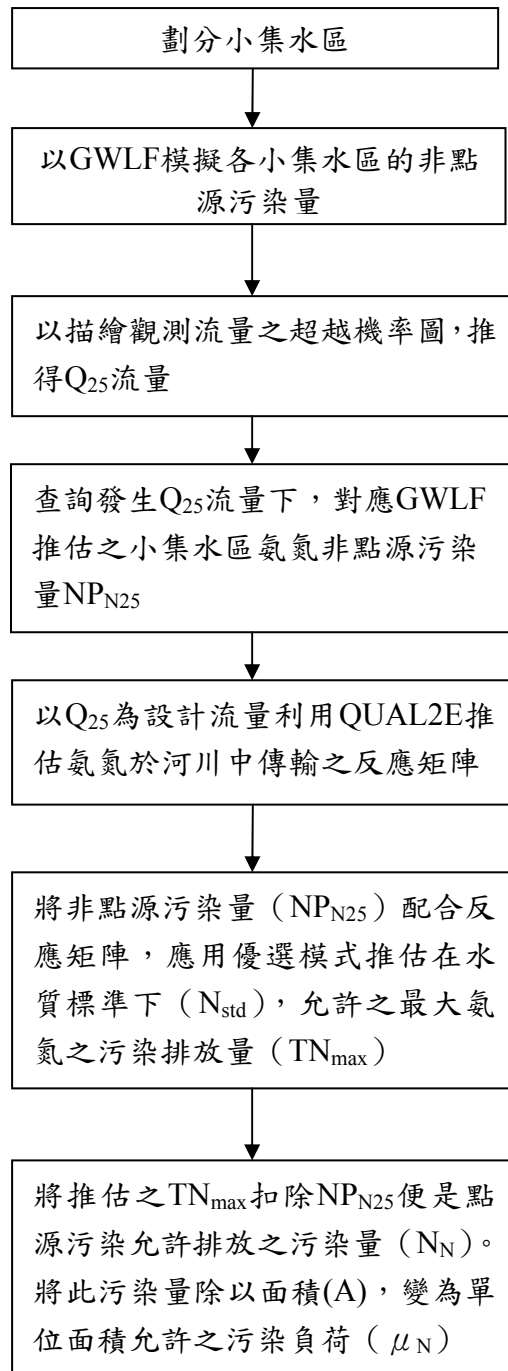 劃分小集水區
以GWLF模擬各小集水區的非點
源污染量
以描繪觀測流量之超越機率圖，推
得Q25流量
查詢發生Q25流量下，對應GWLF
推估之小集水區氨氮非點源污染
量NPN25
以Q25為設計流量利用QUAL2E推
估氨氮於河川中傳輸之反應矩陣
將非點源污染量（NPN25）配合反
應矩陣，應用優選模式推估在水
質標準下（Nstd），允許之最大氨
氮之污染排放量（TNmax）
將推估之TNmax扣除NPN25便是點
源污染允許排放之污染量（NN）。
將此污染量除以面積(A)，變為單
位面積允許之污染負荷（μN）